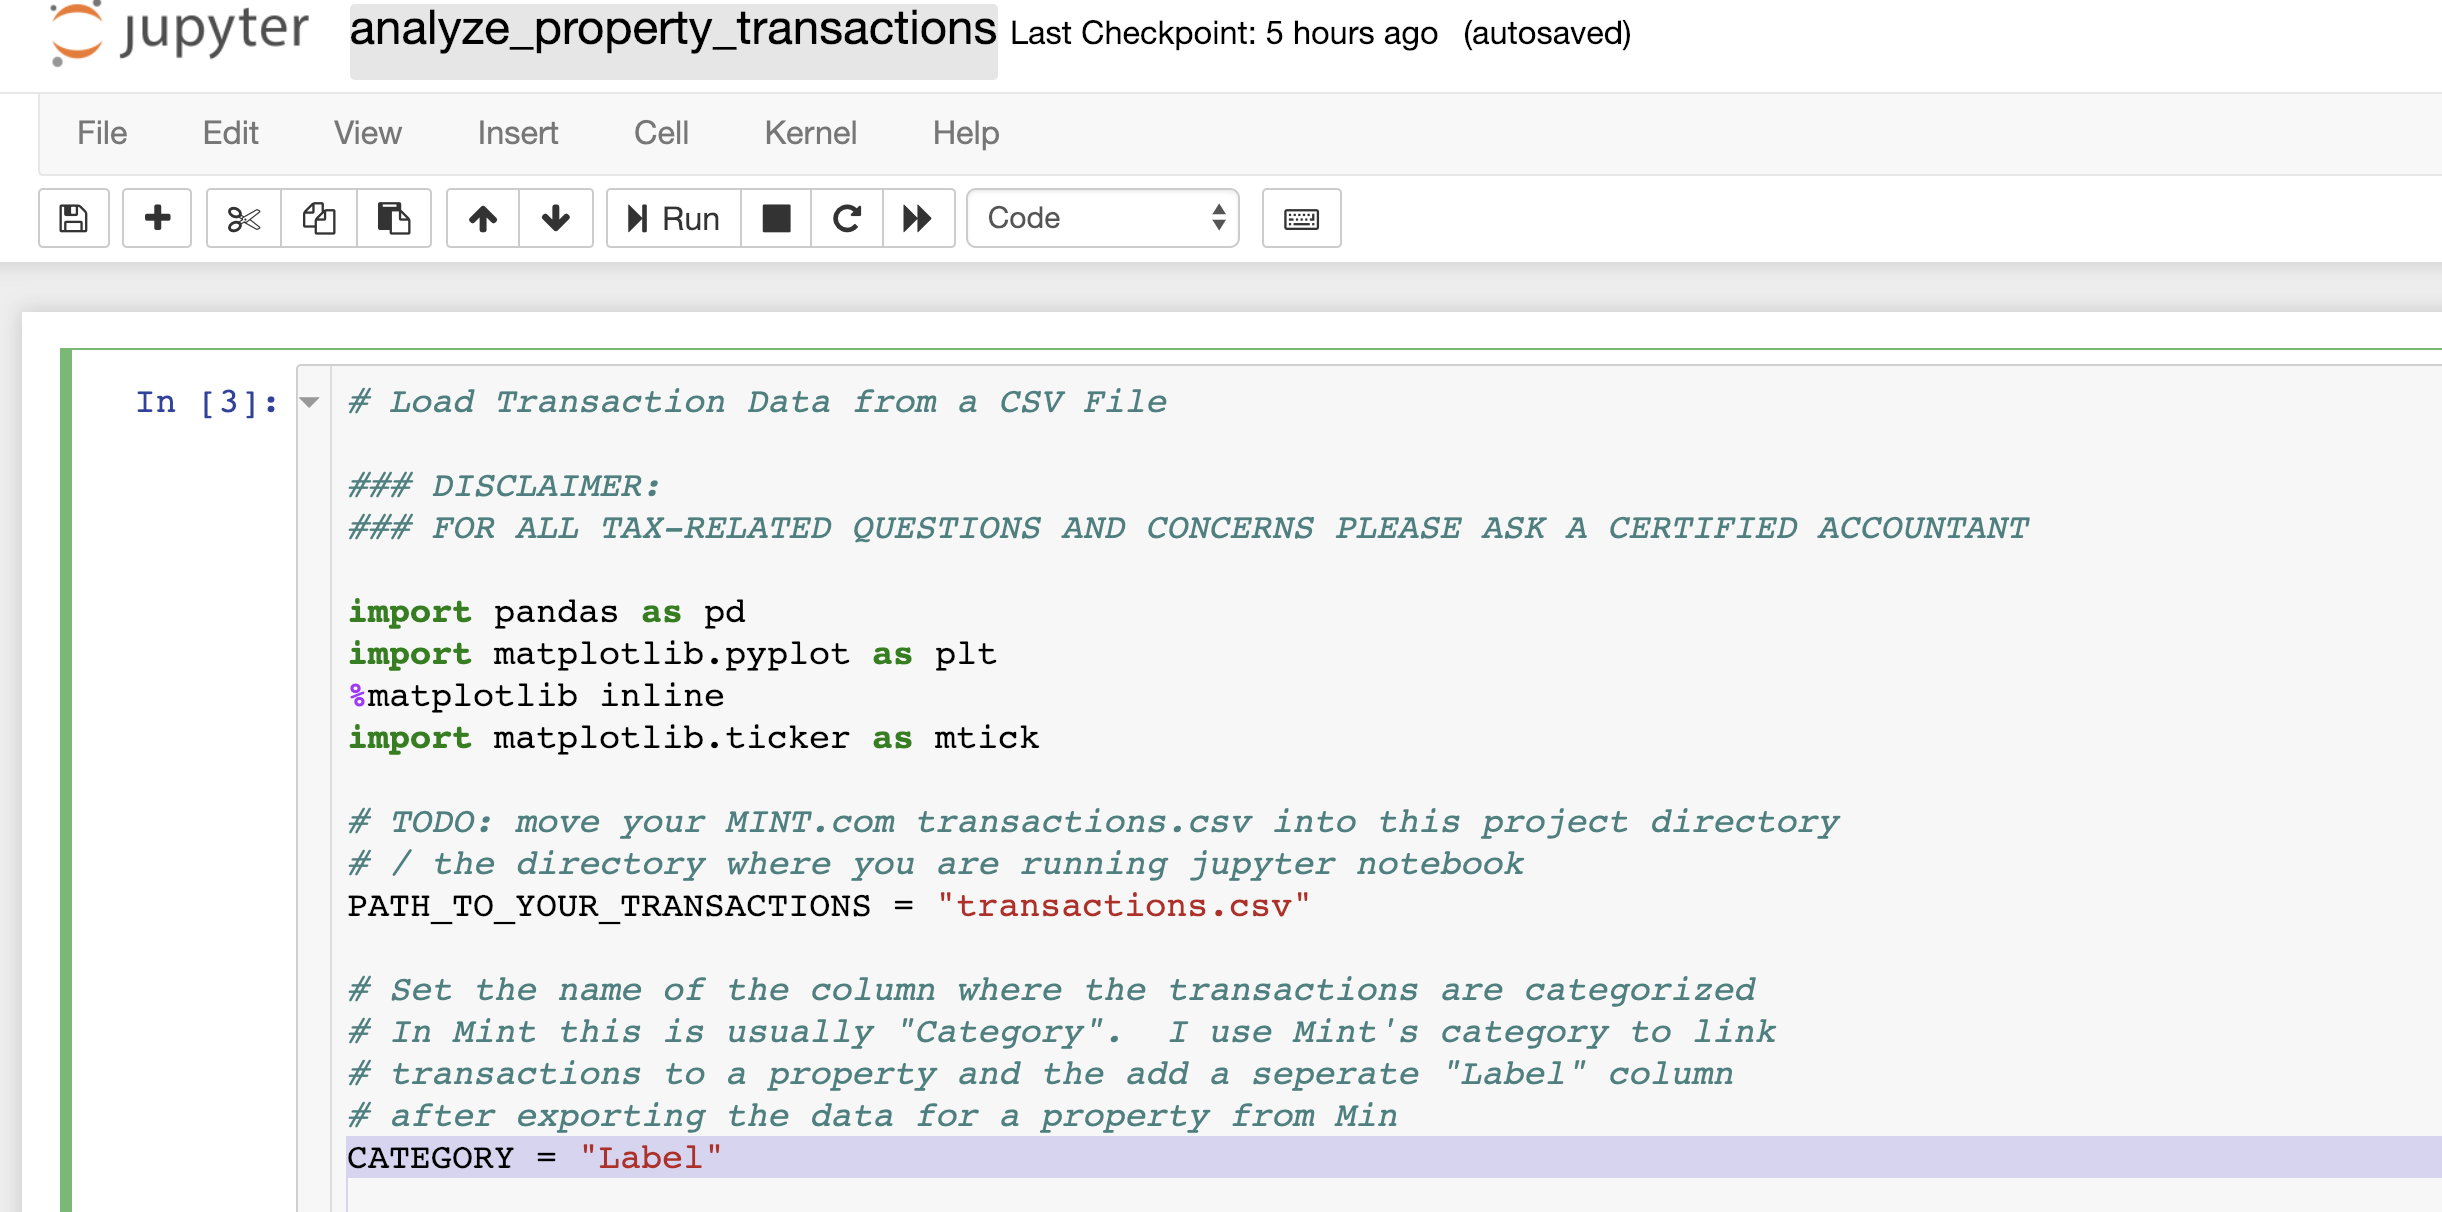 jupyter analyze_property_transactions Last Checkpoint: 5 hours ago (autosaved)
File Edit View Insert Cell Kernel Help
Run Code
In [3]: # Load Transaction Data from a CSV File
### DISCLAIMER:
### FOR ALL TAX-RELATED QUESTIONS AND CONCERNS PLEASE ASK A CERTIFIED ACCOUNTANT
import pandas as pd
import matplotlib.pyplot as plt
%matplotlib inline
import matplotlib.ticker as mtick
# TODO: move your MINT.com transactions.csv into this project directory
# / the directory where you are running jupyter notebook
PATH_TO_YOUR_TRANSACTIONS = "transactions.csv"
# Set the name of the column where the transactions are categorized
# In Mint this is usually "Category".  I use Mint's category to link
# transactions to a property and the add a seperate "Label" column
# after exporting the data for a property from Min
CATEGORY = "Label"